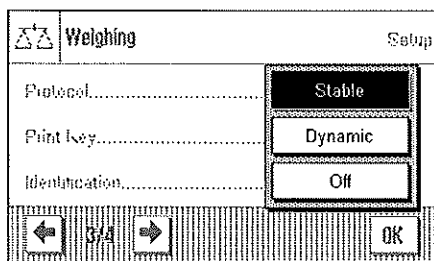 Weighing Setup
Protocol.......................... Stable
Print Key.......................... Dynamic
Identification.................... Off
3/4 OK